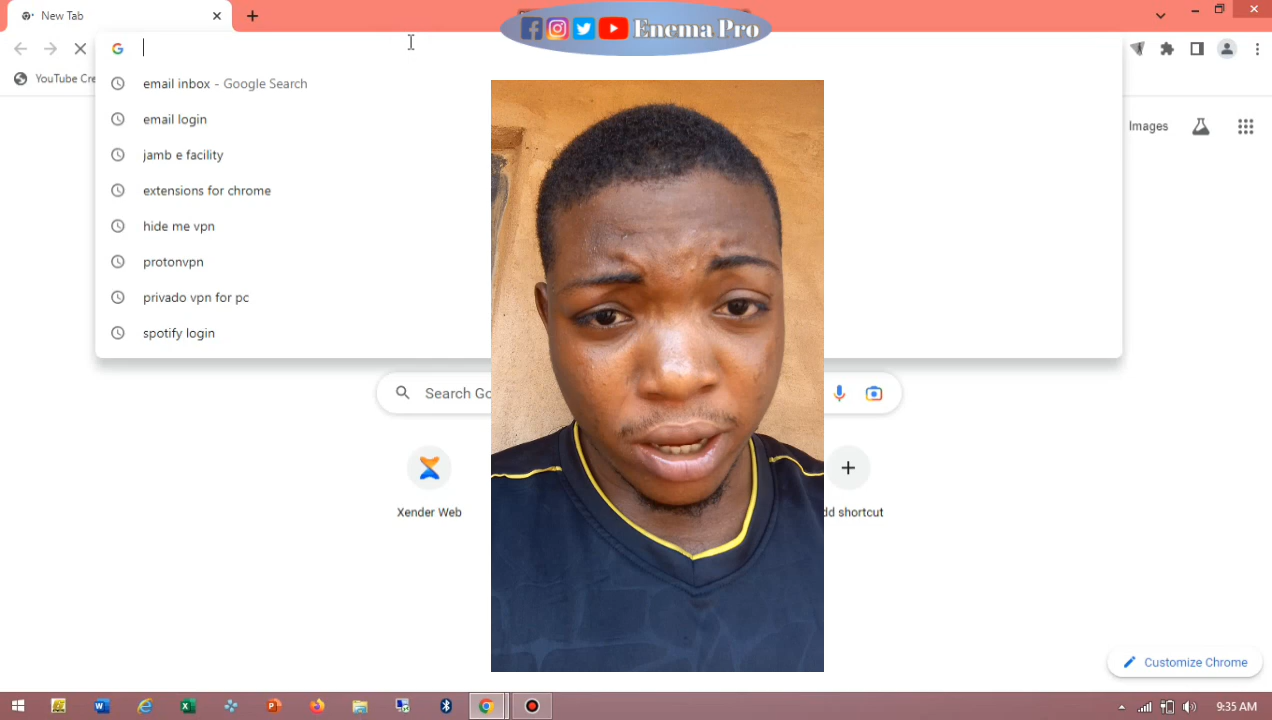 New Tab
Enema Pro
YouTube Cre
email inbox - Google Search
email login
jamb e facility
extensions for chrome
hide me vpn
protonvpn
privado vpn for pc
spotify login
Images
Search Go
Xender Web
dd shortcut
Customize Chrome
9:35 AM